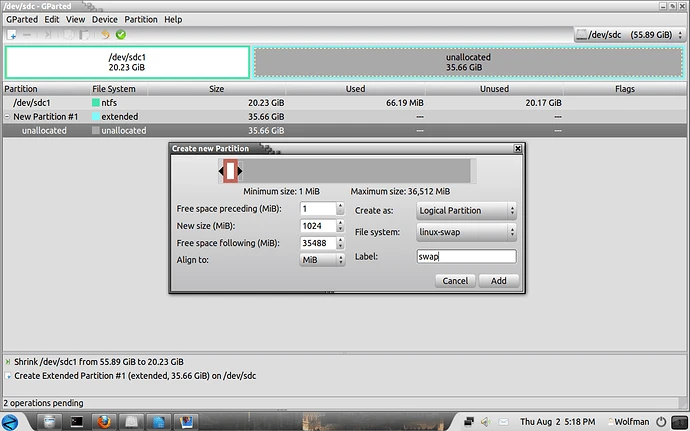 /dev/sdc - GParted
GParted Edit View Device Partition Help
/dev/sdc (55.89 GiB)
/dev/sdc1
20.23 GiB
unallocated
35.66 GiB
Partition File System Size Used Unused Flags
/dev/sdc1 ntfs 20.23 GiB 66.19 MiB 20.17 GiB
New Partition #1 extended 35.66 GiB --- ---
unallocated unallocated 35.66 GiB --- ---
Create new Partition
Minimum size: 1 MiB Maximum size: 36,512 MiB
Free space preceding (MiB): 1 Create as: Logical Partition
New size (MiB): 1024 File system: linux-swap
Free space following (MiB): 35488
Label: swap
Align to: MiB
Cancel Add
Shrink /dev/sdc1 from 55.89 GiB to 20.23 GiB
Create Extended Partition #1 (extended, 35.66 GiB) on /dev/sdc
2 operations pending
Thu Aug 2 5:18 PM Wolfman